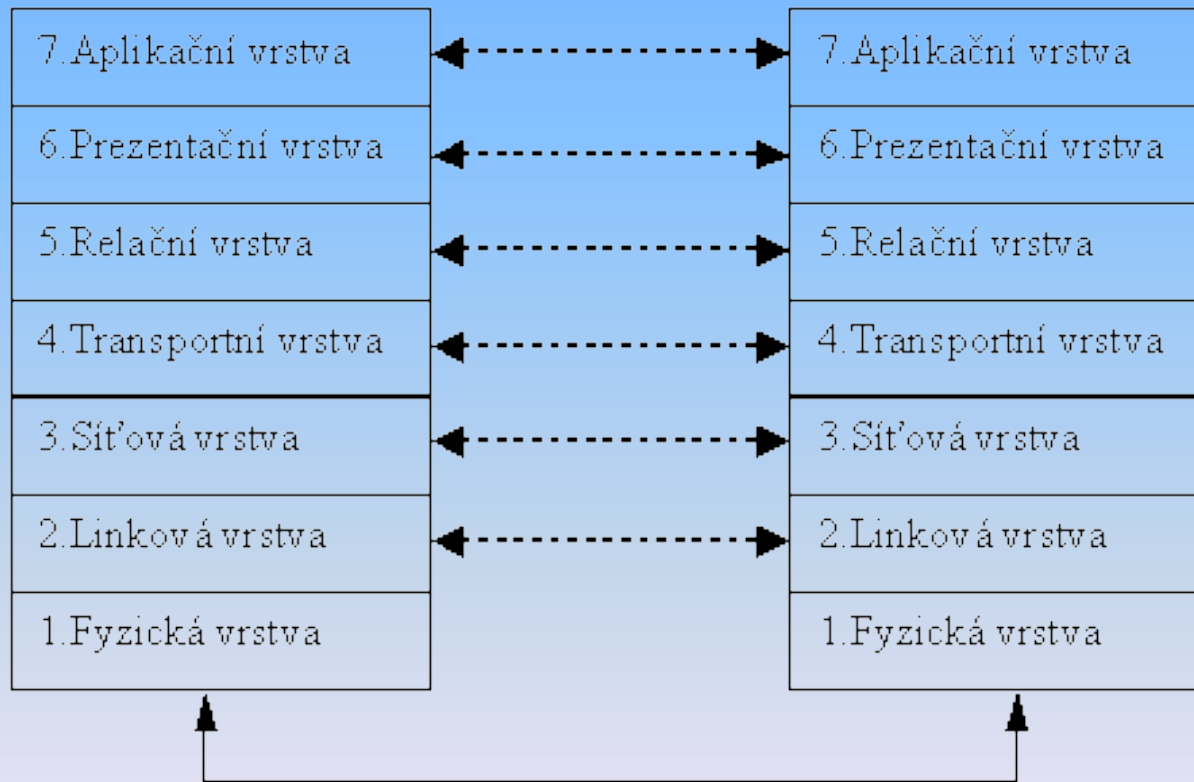 7.Aplikační vrstva
6.Prezentační vrstva
5.Relační vrstva
4.Transportní vrstva
3.Síťová vrstva
2.Linková vrstva
1.Fyzická vrstva
7.Aplikační vrstva
6.Prezentační vrstva
5.Relační vrstva
4.Transportní vrstva
3.Síťová vrstva
2.Linková vrstva
1.Fyzická vrstva